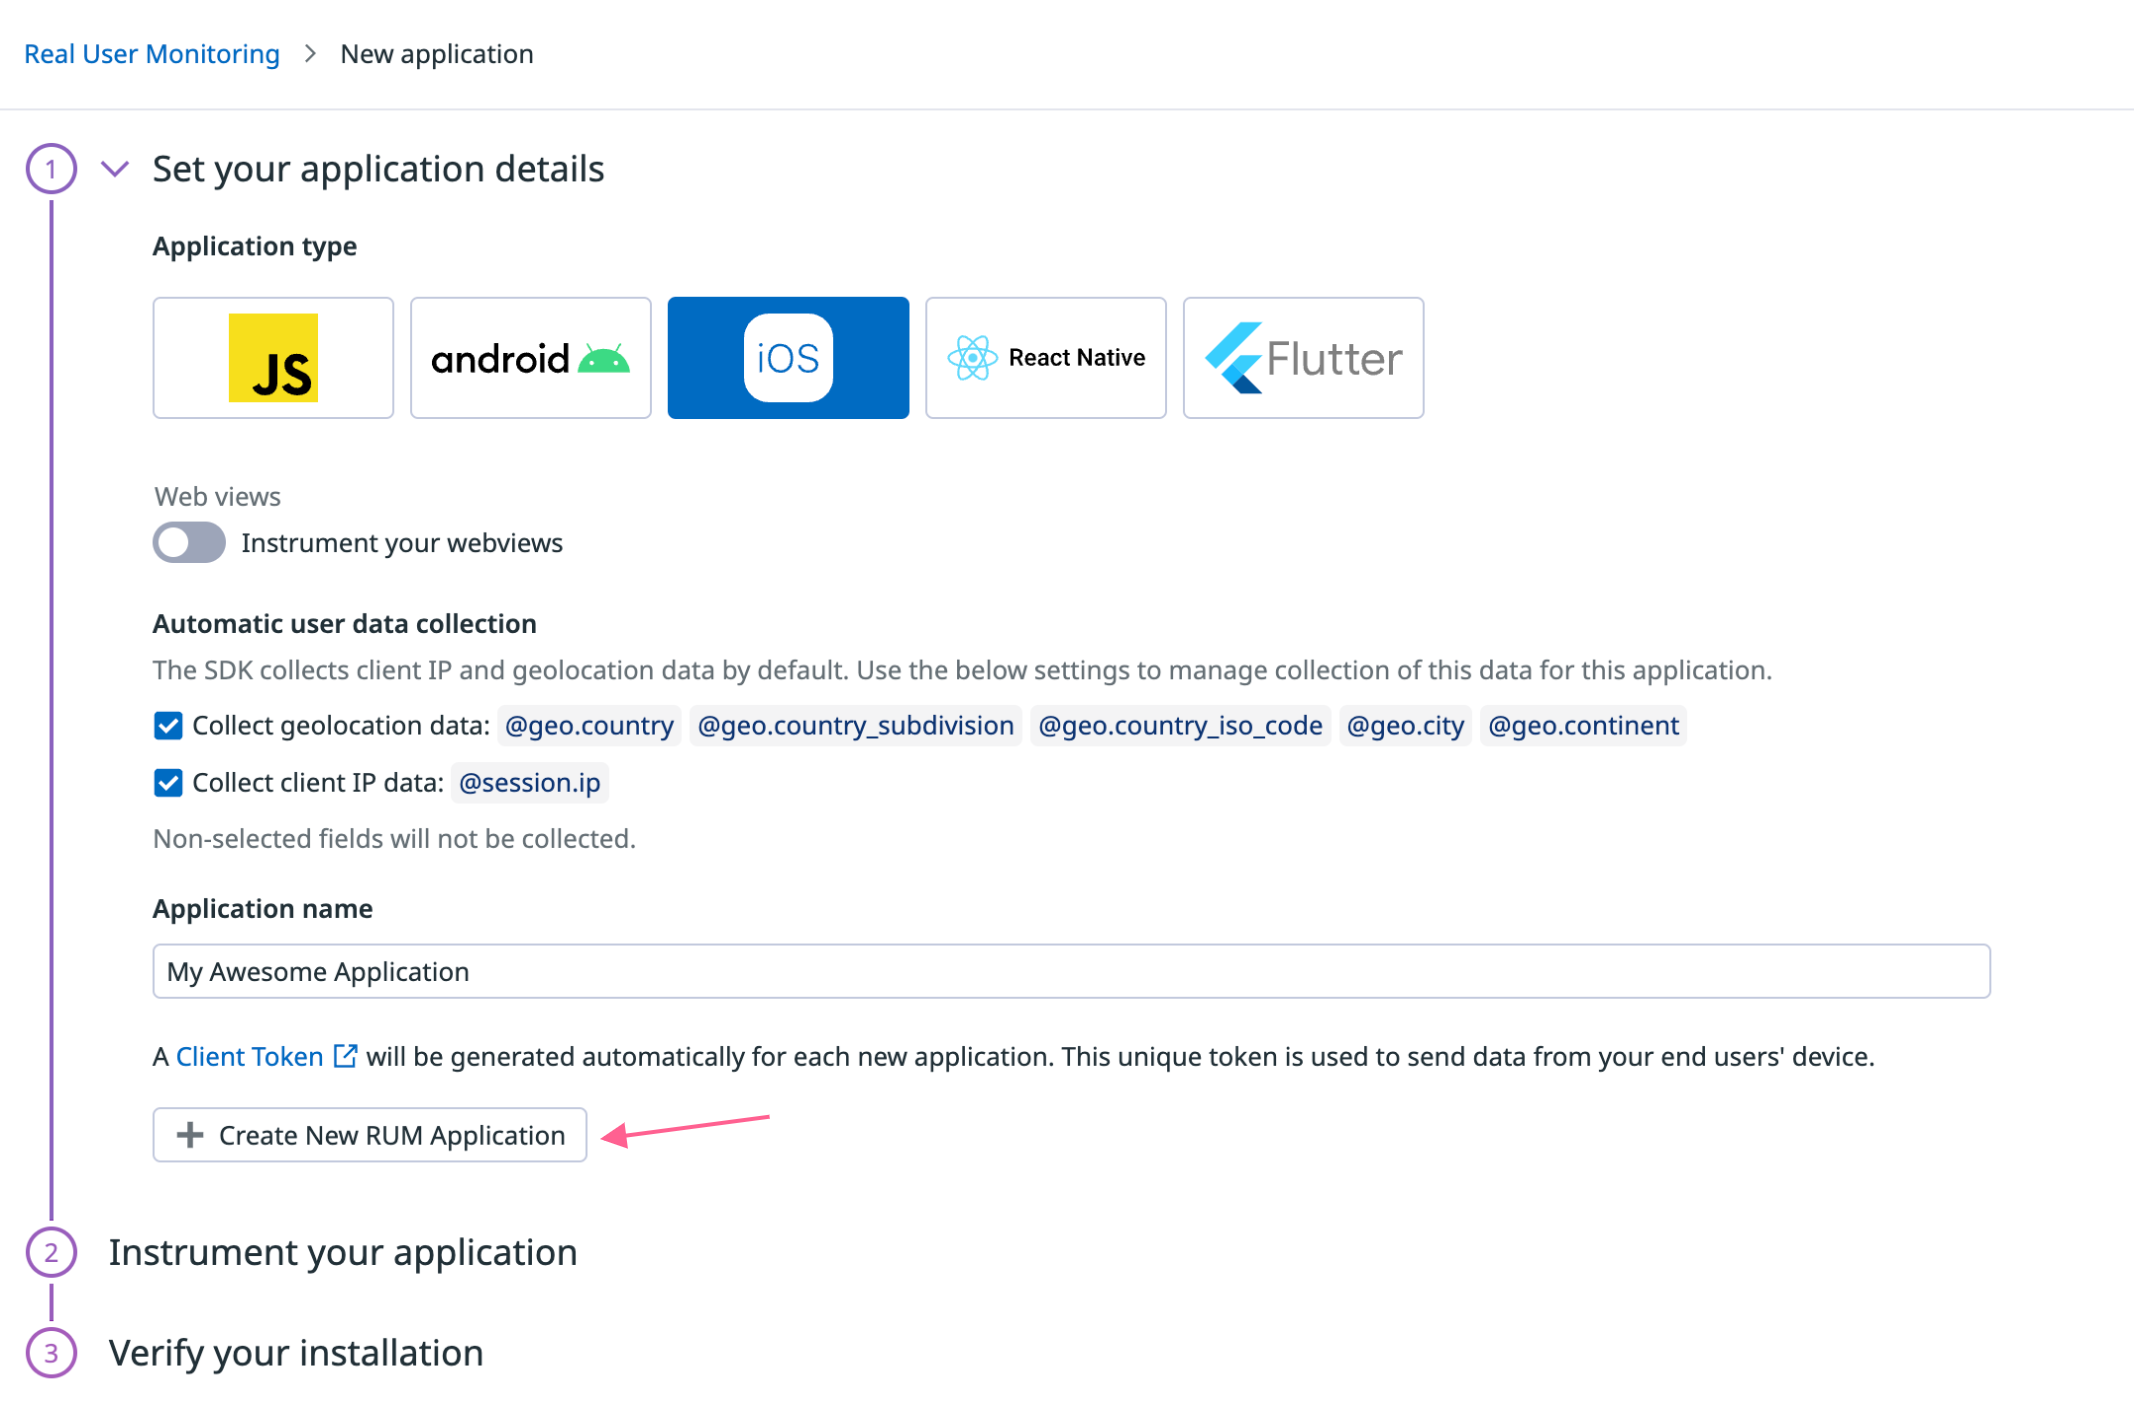 Real User Monitoring > New application
1 Set your application details
Application type
JS android iOS React Native Flutter
Web views
Instrument your webviews
Automatic user data collection
The SDK collects client IP and geolocation data by default. Use the below settings to manage collection of this data for this application.
Collect geolocation data: @geo.country @geo.country_subdivision @geo.country_iso_code @geo.city @geo.continent
Collect client IP data: @session.ip
Non-selected fields will not be collected.
Application name
My Awesome Application
A Client Token will be generated automatically for each new application. This unique token is used to send data from your end users' device.
+ Create New RUM Application
2 Instrument your application
3 Verify your installation